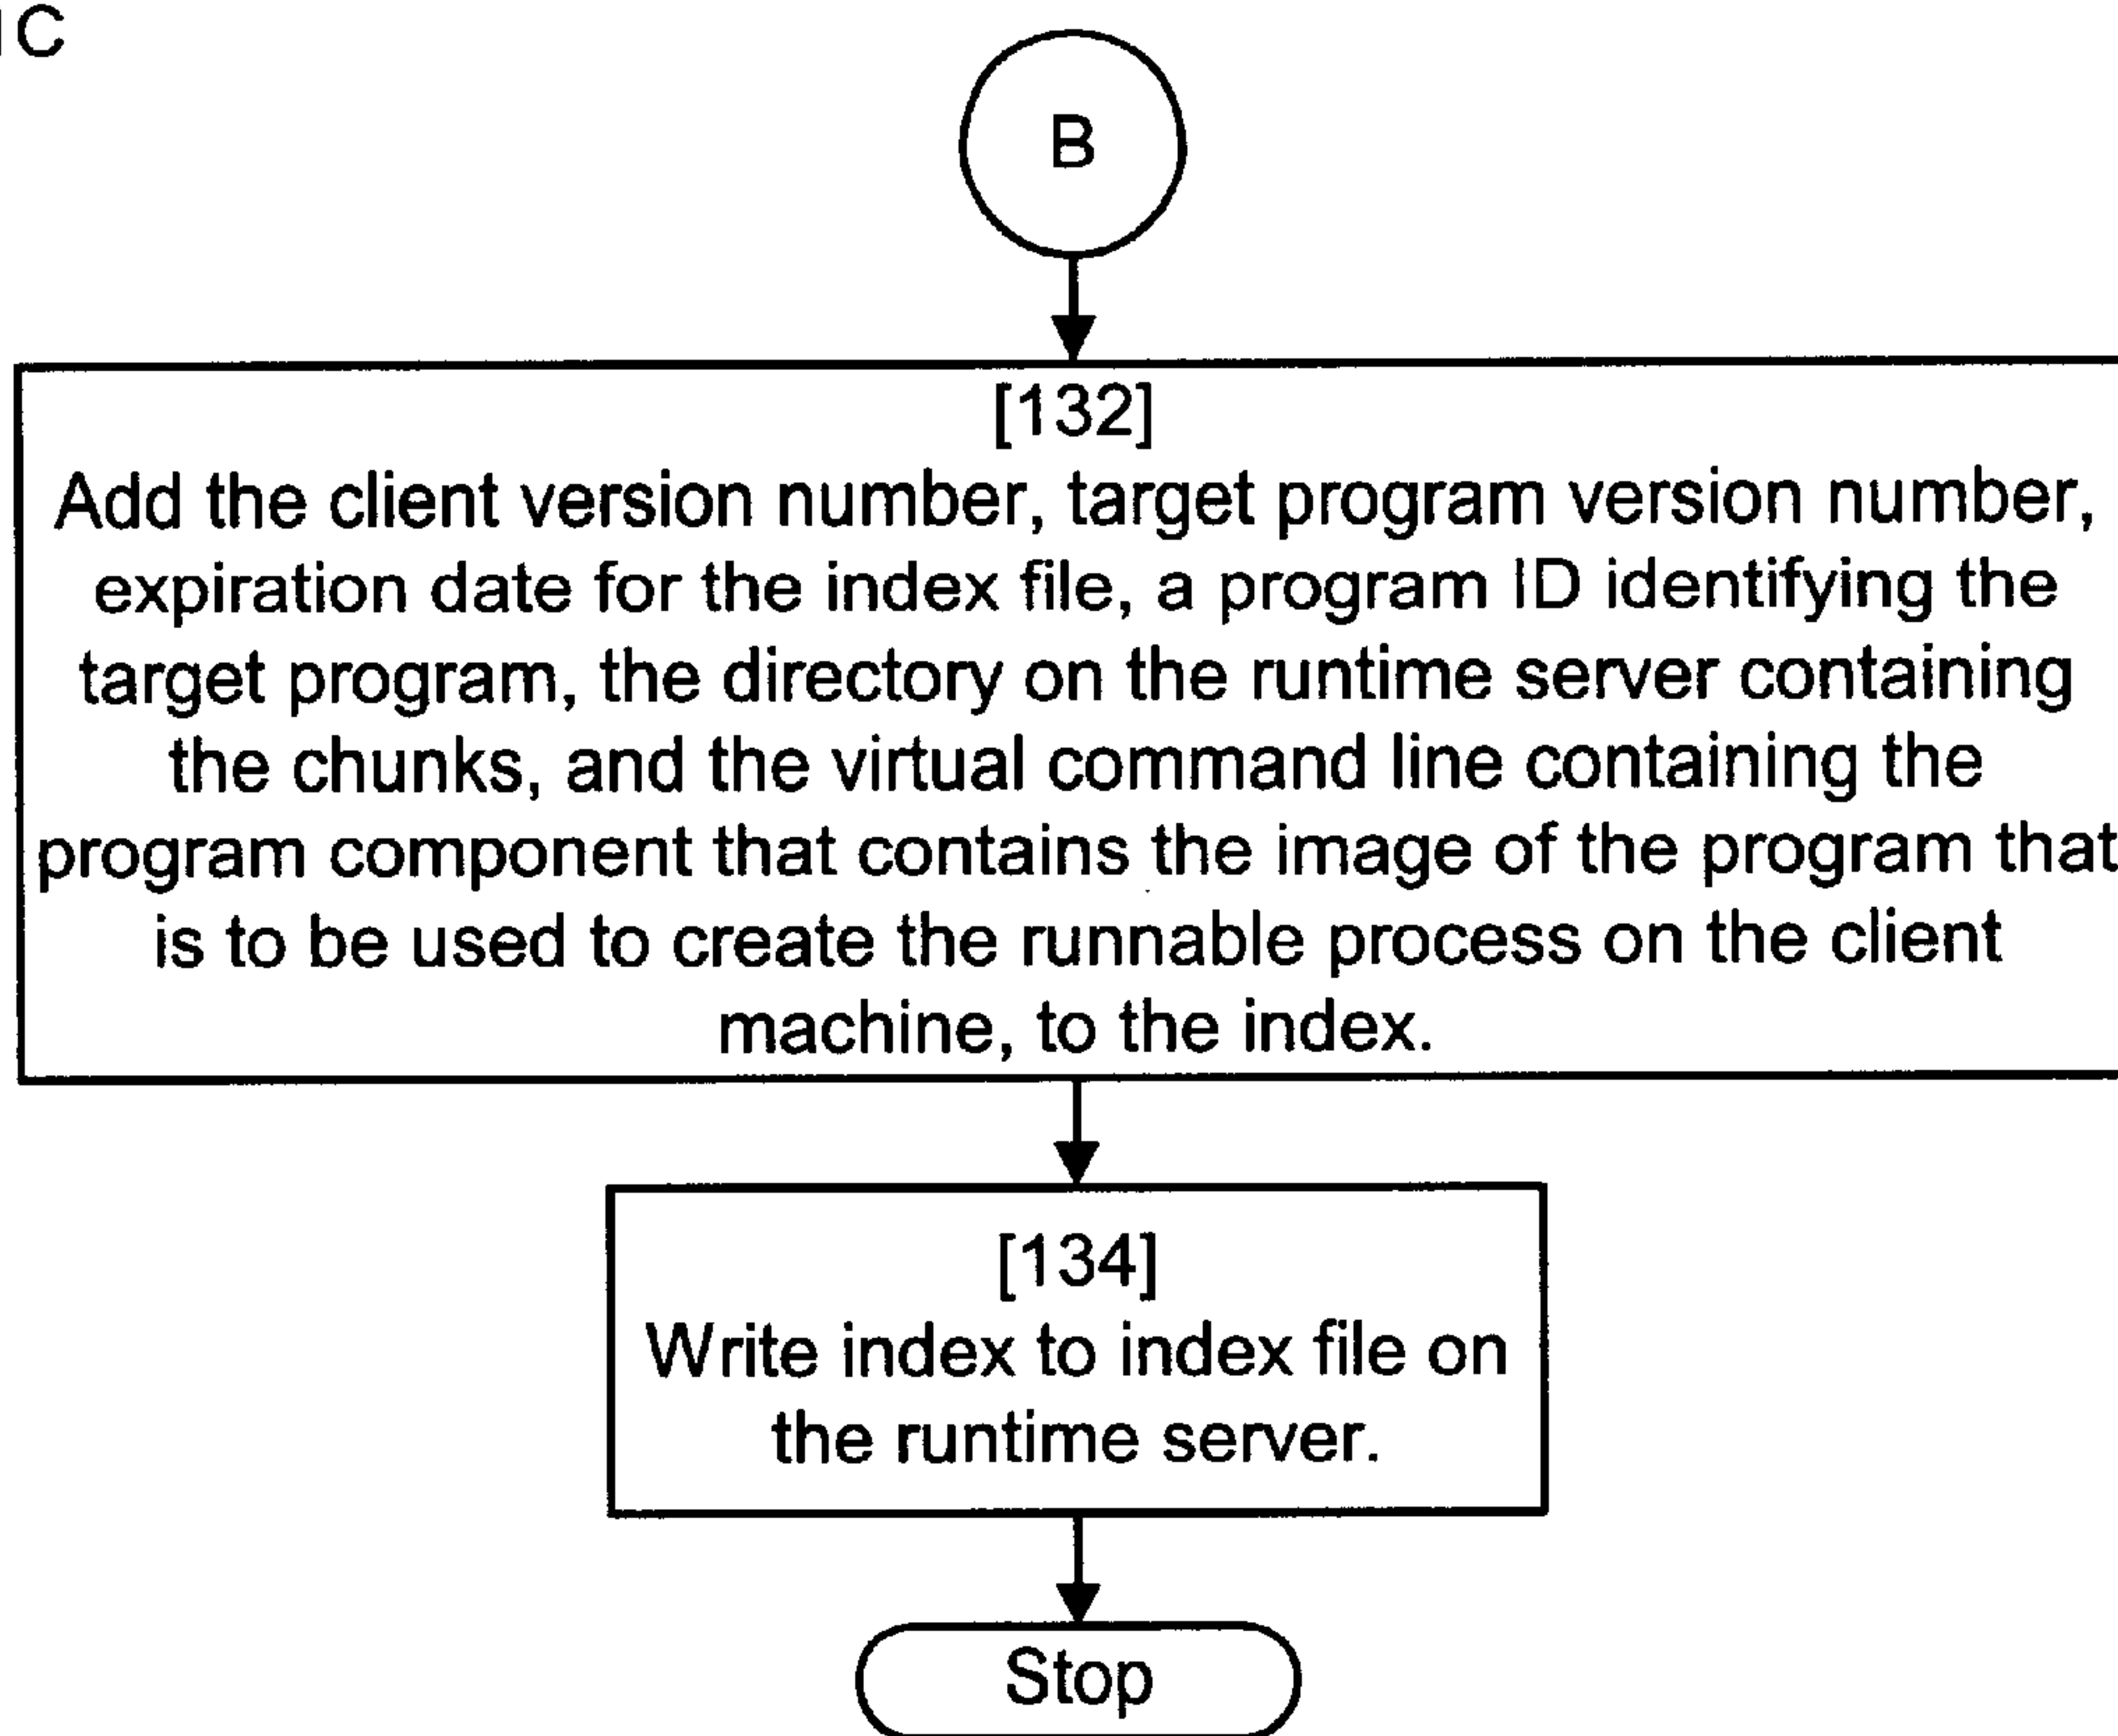 1C
B
[132]
Add the client version number, target program version number,
expiration date for the index file, a program ID identifying the
target program, the directory on the runtime server containing
the chunks, and the virtual command line containing the
program component that contains the image of the program that
is to be used to create the runnable process on the client
machine, to the index.
[134]
Write index to index file on
the runtime server.
Stop